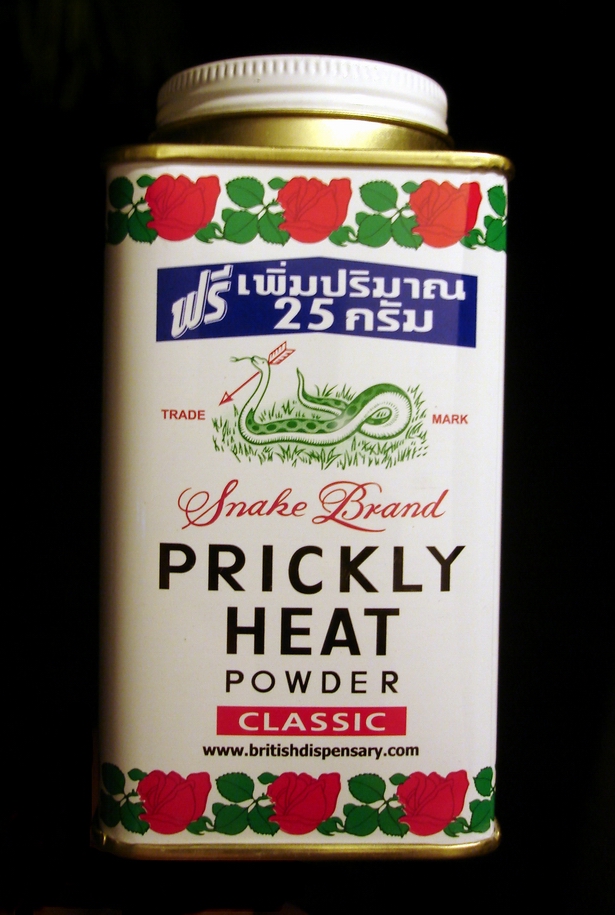 ฟรี เพิ่มปริมาณ
25 กรัม
TRADE MARK
Snake Brand
PRICKLY
HEAT
POWDER
CLASSIC
www.britishdispensary.com